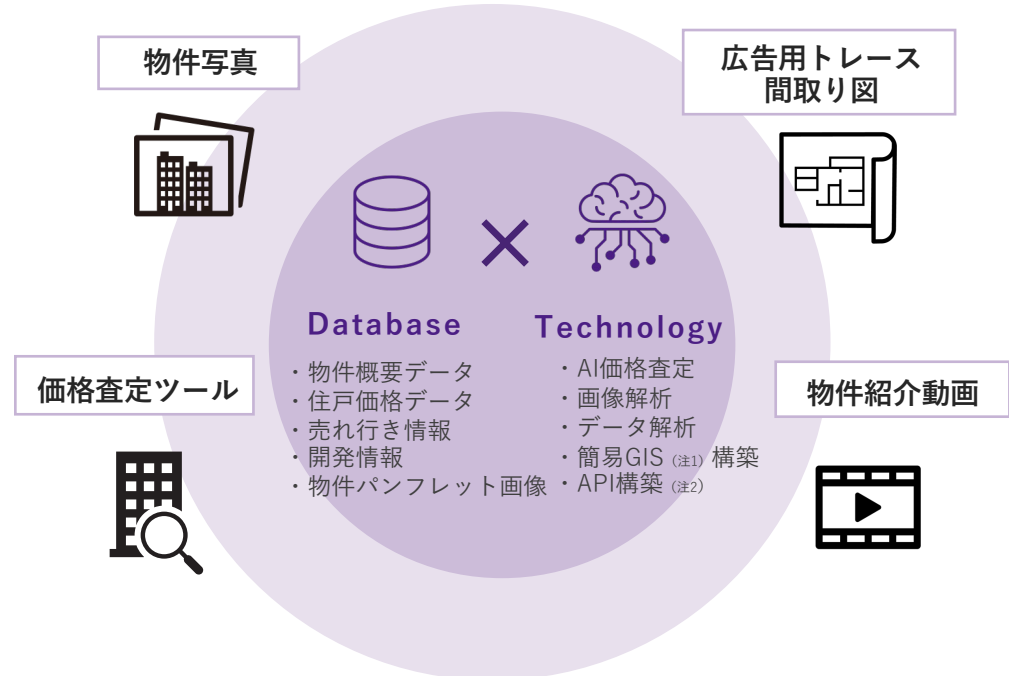 物件写真
広告用トレース
間取り図
Database
・物件概要データ
・住戸価格データ
・売れ行き情報
・開発情報
・物件パンフレット画像
Technology
・AI価格査定
・画像解析
・データ解析
・簡易GIS (注1) 構築
・API構築 (注2)
価格査定ツール
物件紹介動画